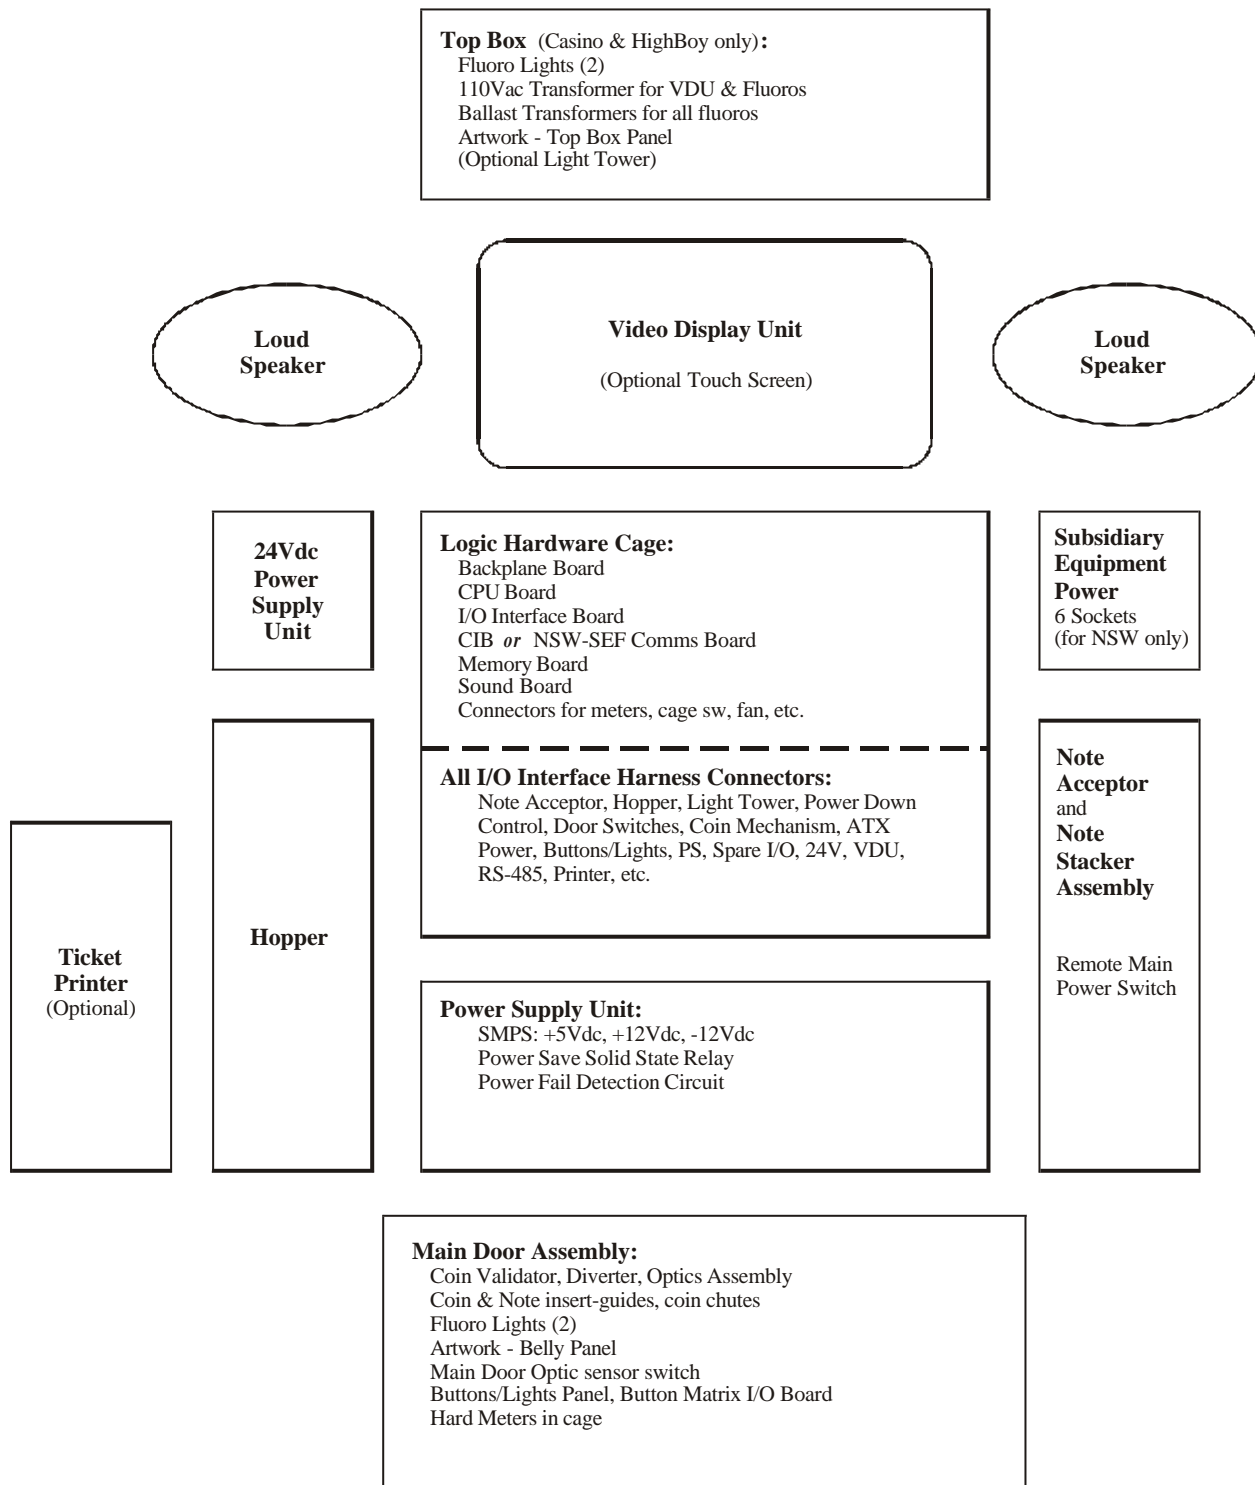 Top Box (Casino & HighBoy only):
Fluoro Lights (2)
110Vac Transformer for VDU & Fluoros
Ballast Transformers for all fluoros
Artwork - Top Box Panel
(Optional Light Tower)
Loud
Speaker
Video Display Unit
(Optional Touch Screen)
Loud
Speaker
24Vdc
Power
Supply
Unit
Logic Hardware Cage:
Backplane Board
CPU Board
I/O Interface Board
CIB or NSW-SEF Comms Board
Memory Board
Sound Board
Connectors for meters, cage sw, fan, etc.
Subsidiary
Equipment
Power
6 Sockets
(for NSW only)
All I/O Interface Harness Connectors:
Note Acceptor, Hopper, Light Tower, Power Down
Control, Door Switches, Coin Mechanism, ATX
Power, Buttons/Lights, PS, Spare I/O, 24V, VDU,
RS-485, Printer, etc.
Note
Acceptor
and
Note
Stacker
Assembly
Remote Main
Power Switch
Ticket
Printer
(Optional)
Hopper
Power Supply Unit:
SMPS: +5Vdc, +12Vdc, -12Vdc
Power Save Solid State Relay
Power Fail Detection Circuit
Main Door Assembly:
Coin Validator, Diverter, Optics Assembly
Coin & Note insert-guides, coin chutes
Fluoro Lights (2)
Artwork - Belly Panel
Main Door Optic sensor switch
Buttons/Lights Panel, Button Matrix I/O Board
Hard Meters in cage